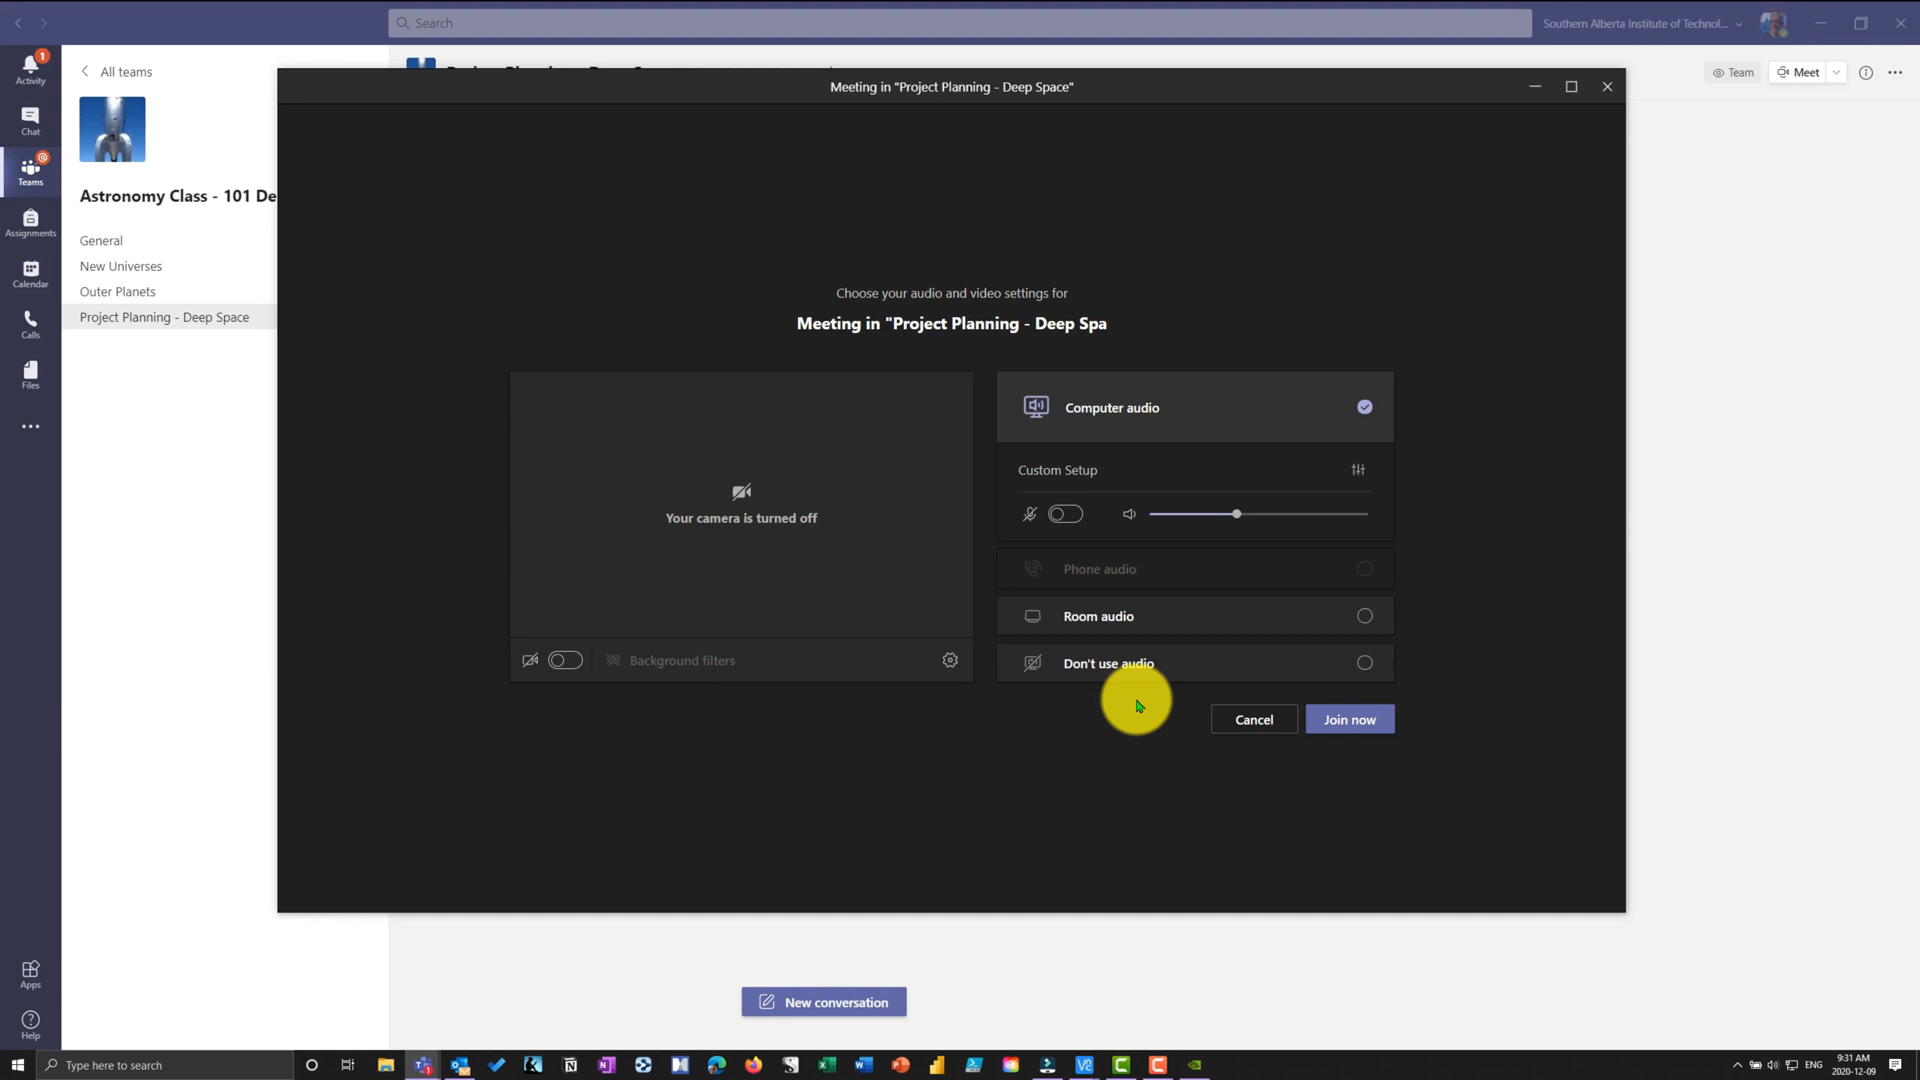 Search
Southern Alberta Institute of Technol...
1
Activity
Chat
@
Teams
Assignments
Calendar
Calls
Files
Apps
Help
All teams
Astronomy Class - 101 De
General
New Universes
Outer Planets
Project Planning - Deep Space
Team
Meet
Meeting in "Project Planning - Deep Space"
Choose your audio and video settings for
Meeting in "Project Planning - Deep Spa
Your camera is turned off
Background filters
Computer audio
Custom Setup
Phone audio
Room audio
Don't use audio
Cancel
Join now
New conversation
Type here to search
ENG
9:31 AM
2020-12-09